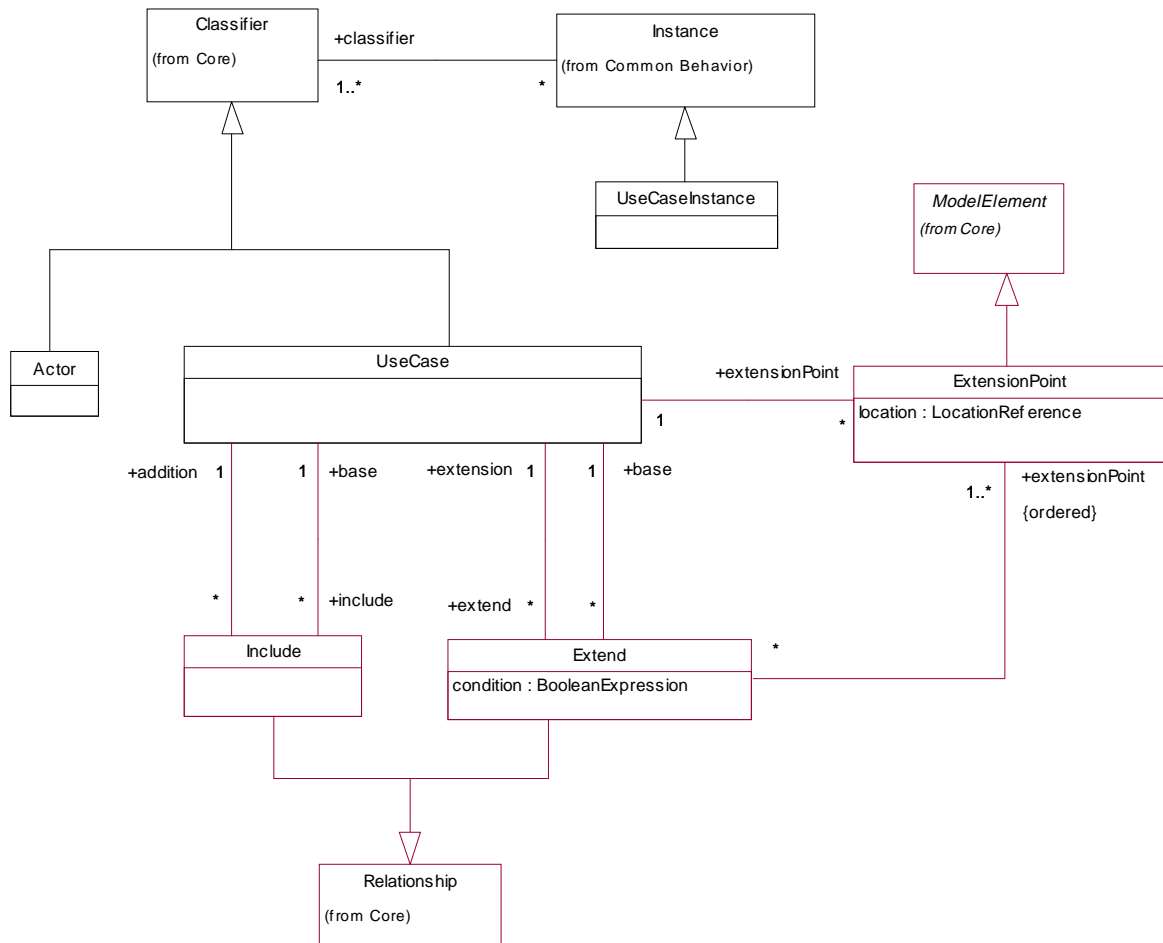 Classifier
(from Core)
+classifier
1..*
*
Instance
(from Common Behavior)
UseCaseInstance
ModelElement
(from Core)
Actor
UseCase
+extensionPoint
1
*
ExtensionPoint
location : LocationReference
+addition
1
1
+base
+extension
1
1
+base
1..*
+extensionPoint
{ordered}
*
*
+include
+extend
*
*
Include
Extend
condition : BooleanExpression
*
Relationship
(from Core)